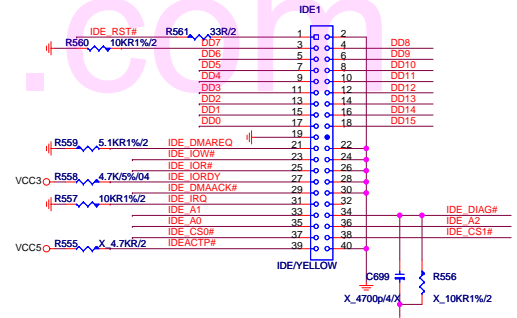 .com
IDE1
IDE_RST# R561 33R/2 1 2
R560 10KR1%/2 DD7 3 4 DD8
DD6 5 6 DD9
DD5 7 8 DD10
DD4 9 10 DD11
DD3 11 12 DD12
DD2 13 14 DD13
DD1 15 16 DD14
DD0 17 18 DD15
19
R559 5.1KR1%/2 IDE_DMAREQ 21 22
IDE_IOW# 23 24
IDE_IOR# 25 26
VCC3 R558 4.7K/5%/04 IDE_IORDY 27 28
IDE_DMAACK# 29 30
R557 10KR1%/2 IDE_IRQ 31 32
IDE_A1 33 34 IDE_DIAG#
IDE_A0 35 36 IDE_A2
IDE_CS0# 37 38 IDE_CS1#
VCC5 R555 X_4.7KR/2 IDEACTP# 39 40
IDE/YELLOW
C699 R556
X_4700p/4/X X_10KR1%/2